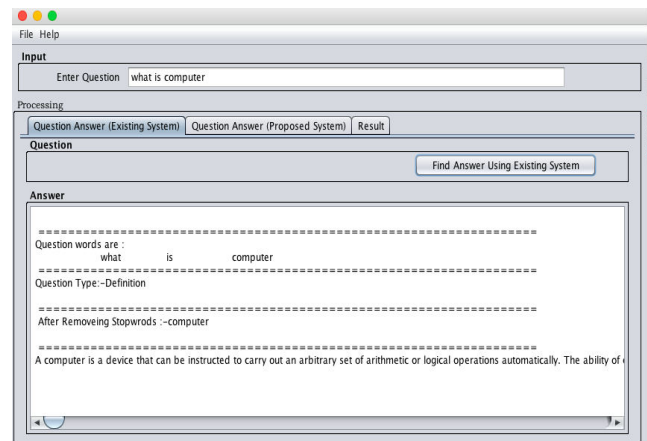 File Help
Input
Enter Question what is computer
Processing
Question Answer (Existing System) Question Answer (Proposed System) Result
Question
Find Answer Using Existing System
Answer
===================================================================
Question words are :
what is computer
===================================================================
Question Type:-Definition
===================================================================
After Removeing Stopwrods :-computer
===================================================================
A computer is a device that can be instructed to carry out an arbitrary set of arithmetic or logical operations automatically. The ability of